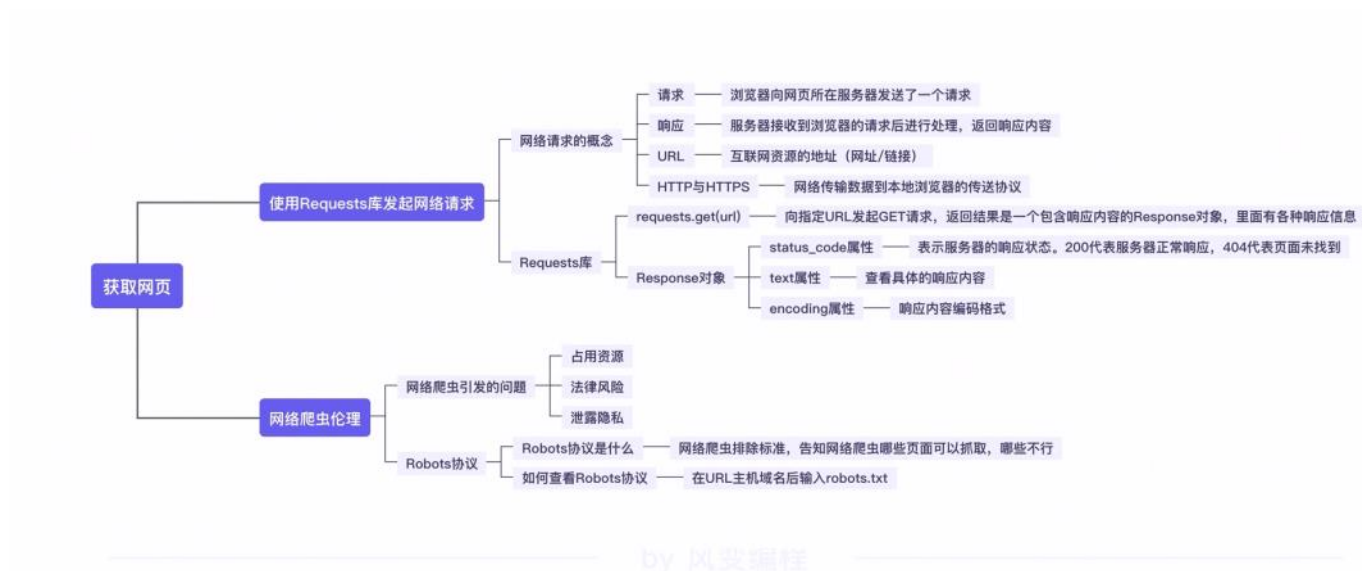 获取网页
使用Requests库发起网络请求
网络请求的概念
请求
浏览器向网页所在服务器发送了一个请求
响应
服务器接收到浏览器的请求后进行处理，返回响应内容
URL
互联网资源的地址（网址/链接）
HTTP与HTTPS
网络传输数据到本地浏览器的传送协议
Requests库
requests.get(url)
向指定URL发起GET请求，返回结果是一个包含响应内容的Response对象，里面有各种响应信息
Response对象
status_code属性
表示服务器的响应状态。200代表服务器正常响应，404代表页面未找到
text属性
查看具体的响应内容
encoding属性
响应内容编码格式
网络爬虫伦理
网络爬虫引发的问题
占用资源
法律风险
泄露隐私
Robots协议
Robots协议是什么
网络爬虫排除标准，告知网络爬虫哪些页面可以抓取，哪些不行
如何查看Robots协议
在URL主机域名后输入robots.txt
by 风变编程